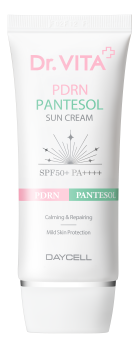 Dr.VITA+
PDRN
PANTESOL
SUN CREAM
SPF50+ PA++++
PDRN PANTESOL
Calming & Repairing
Mild Skin Protection
DAYCELL